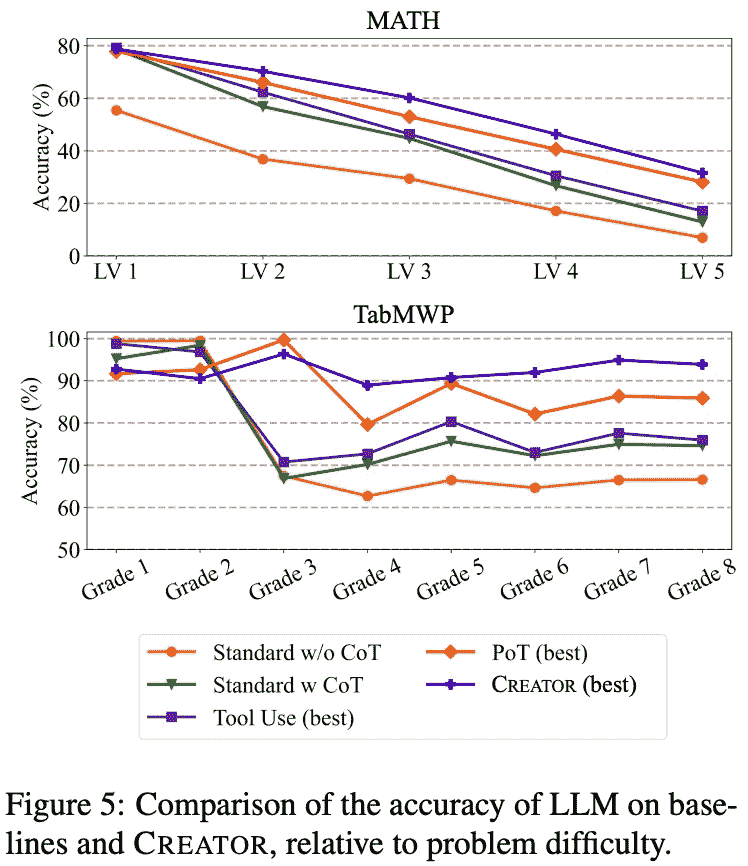 MATH
Accuracy (%)
80
60
40
20
0
LV 1 LV 2 LV 3 LV 4 LV 5
TabMWP
Accuracy (%)
100
90
80
70
60
50
Grade 1 Grade 2 Grade 3 Grade 4 Grade 5 Grade 6 Grade 7 Grade 8
Standard w/o CoT
Standard w CoT
Tool Use (best)
PoT (best)
CREATOR (best)
Figure 5: Comparison of the accuracy of LLM on base-
lines and CREATOR, relative to problem difficulty.